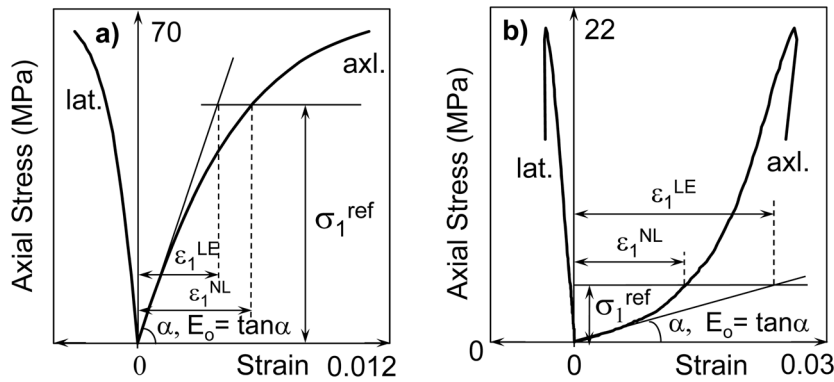 a)
70
lat.
axl.
Axial Stress (MPa)
σ₁ʳᵉᶠ
ε₁ᴸᴱ
ε₁ᴺᴸ
α, Eₒ= tanα
0
Strain
0.012
b)
22
lat.
axl.
Axial Stress (MPa)
ε₁ᴸᴱ
ε₁ᴺᴸ
σ₁ʳᵉᶠ
α, Eₒ= tanα
0
0
Strain
0.03